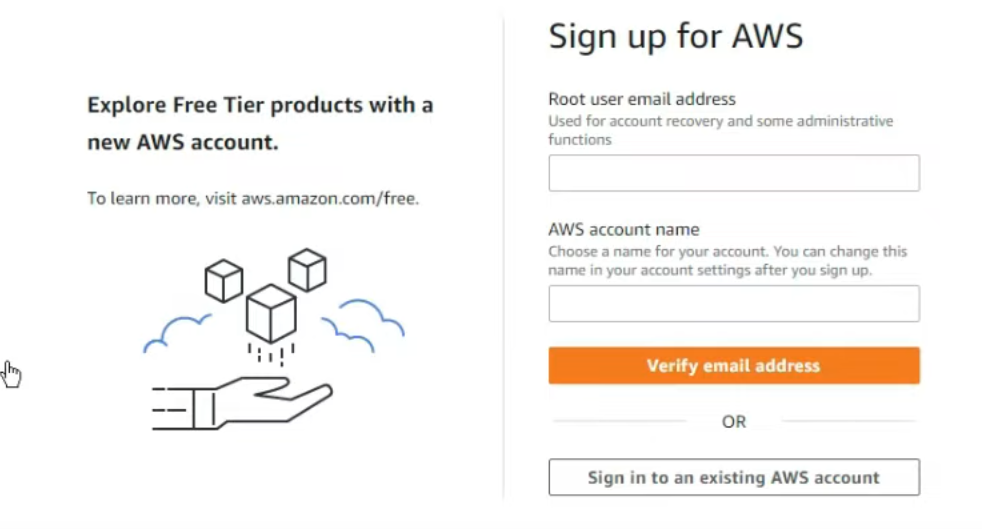 Explore Free Tier products with a
new AWS account.
To learn more, visit aws.amazon.com/free.
Sign up for AWS
Root user email address
Used for account recovery and some administrative
functions
AWS account name
Choose a name for your account. You can change this
name in your account settings after you sign up.
Verify email address
OR
Sign in to an existing AWS account